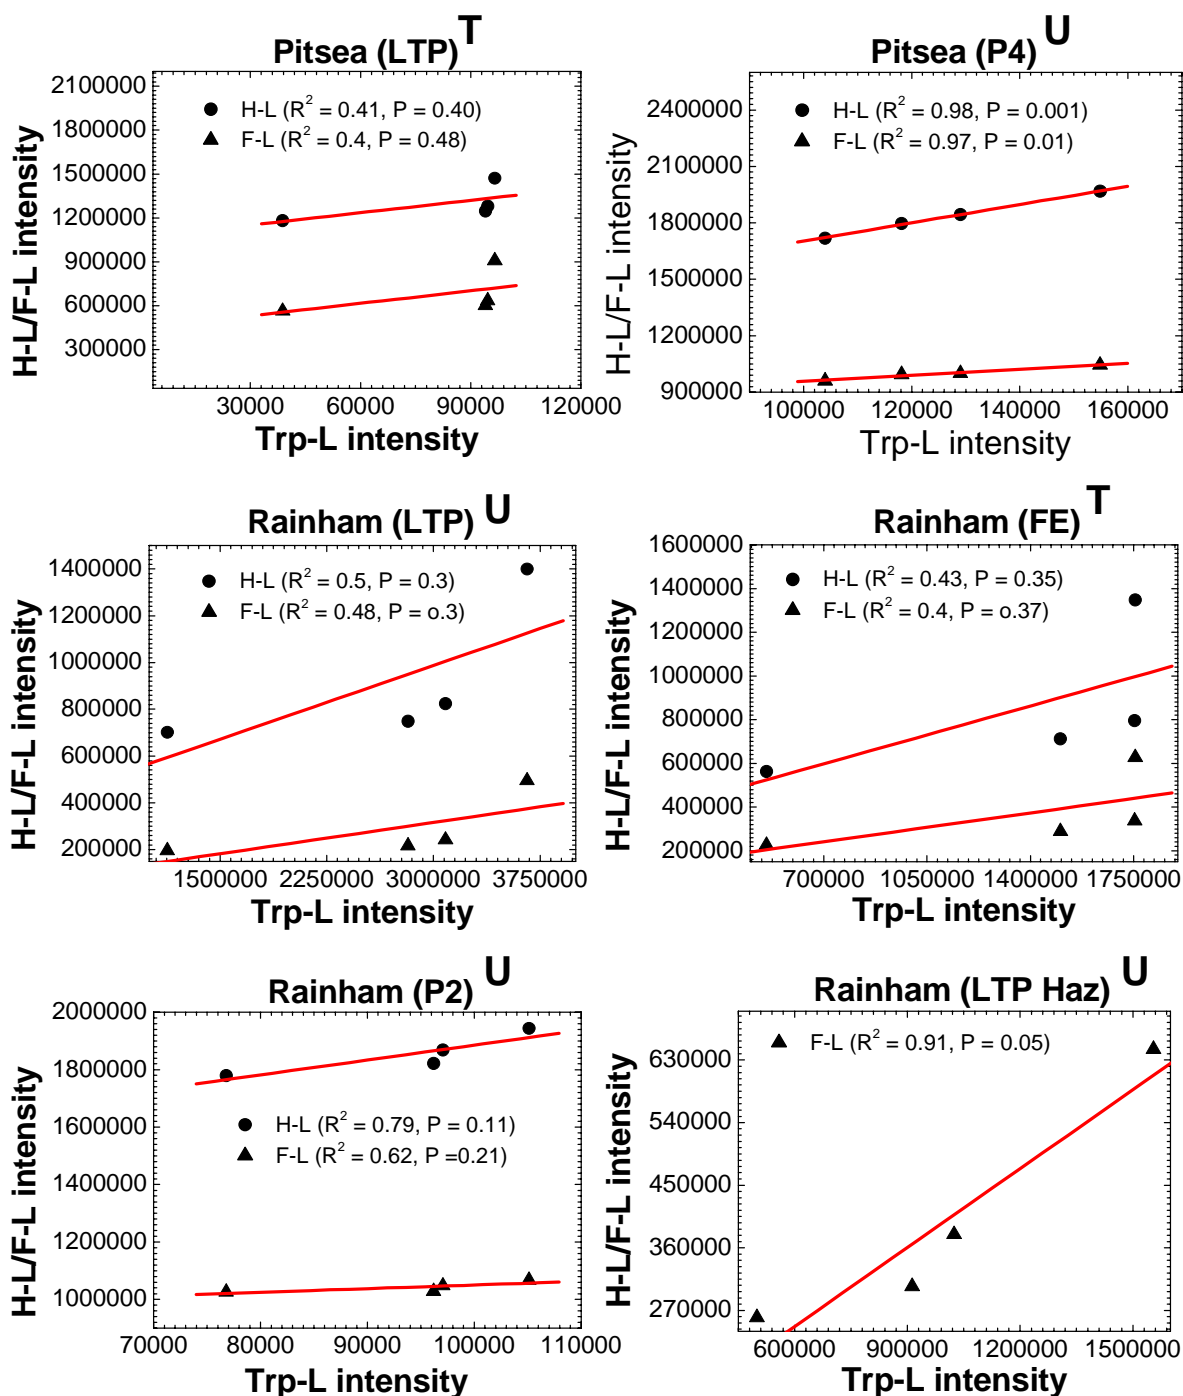 Pitsea (LTP) T
H-L (R² = 0.41, P = 0.40)
F-L (R² = 0.4, P = 0.48)
H-L/F-L intensity
2100000
1800000
1500000
1200000
900000
600000
300000
30000 60000 90000 120000
Trp-L intensity
Pitsea (P4) U
H-L (R² = 0.98, P = 0.001)
F-L (R² = 0.97, P = 0.01)
H-L/F-L intensity
2400000
2100000
1800000
1500000
1200000
900000
100000 120000 140000 160000
Trp-L intensity
Rainham (LTP) U
H-L (R² = 0.5, P = 0.3)
F-L (R² = 0.48, P = o.3)
H-L/F-L intensity
1400000
1200000
1000000
800000
600000
400000
200000
1500000 2250000 3000000 3750000
Trp-L intensity
Rainham (FE) T
H-L (R² = 0.43, P = 0.35)
F-L (R² = 0.4, P = o.37)
H-L/F-L intensity
1600000
1400000
1200000
1000000
800000
600000
400000
200000
700000 1050000 1400000 1750000
Trp-L intensity
Rainham (P2) U
H-L (R² = 0.79, P = 0.11)
F-L (R² = 0.62, P =0.21)
H-L/F-L intensity
2000000
1800000
1600000
1400000
1200000
1000000
70000 80000 90000 100000 110000
Trp-L intensity
Rainham (LTP Haz) U
F-L (R² = 0.91, P = 0.05)
H-L/F-L intensity
630000
540000
450000
360000
270000
600000 900000 1200000 1500000
Trp-L intensity